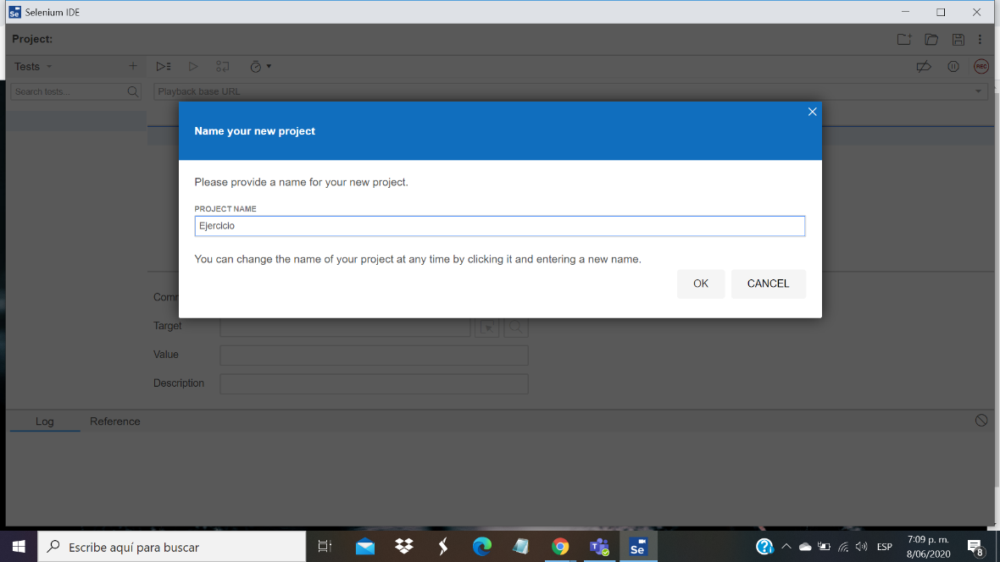 Selenium IDE
Project:
Tests
Search tests...
Playback base URL
REC
Name your new project
Please provide a name for your new project.
PROJECT NAME
Ejercicio
You can change the name of your project at any time by clicking it and entering a new name.
OK
CANCEL
Comm
Target
Value
Description
Log
Reference
Escribe aquí para buscar
Se
ESP
7:09 p. m.
8/06/2020
8